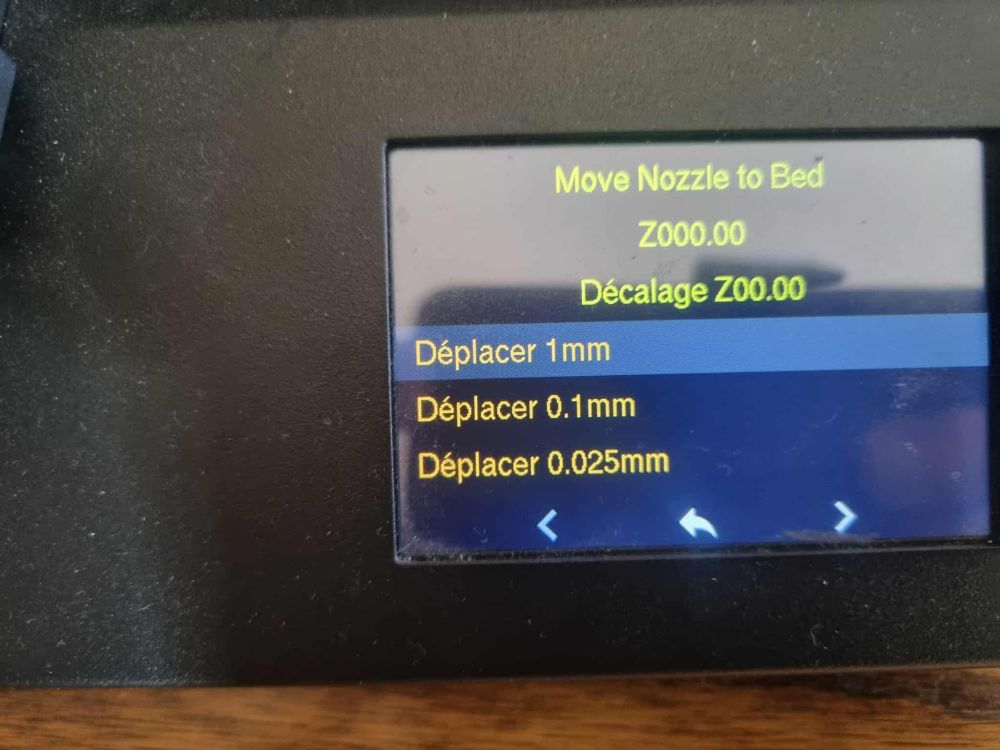 Move Nozzle to Bed
Z000.00
Décalage Z00.00
Déplacer 1mm
Déplacer 0.1mm
Déplacer 0.025mm